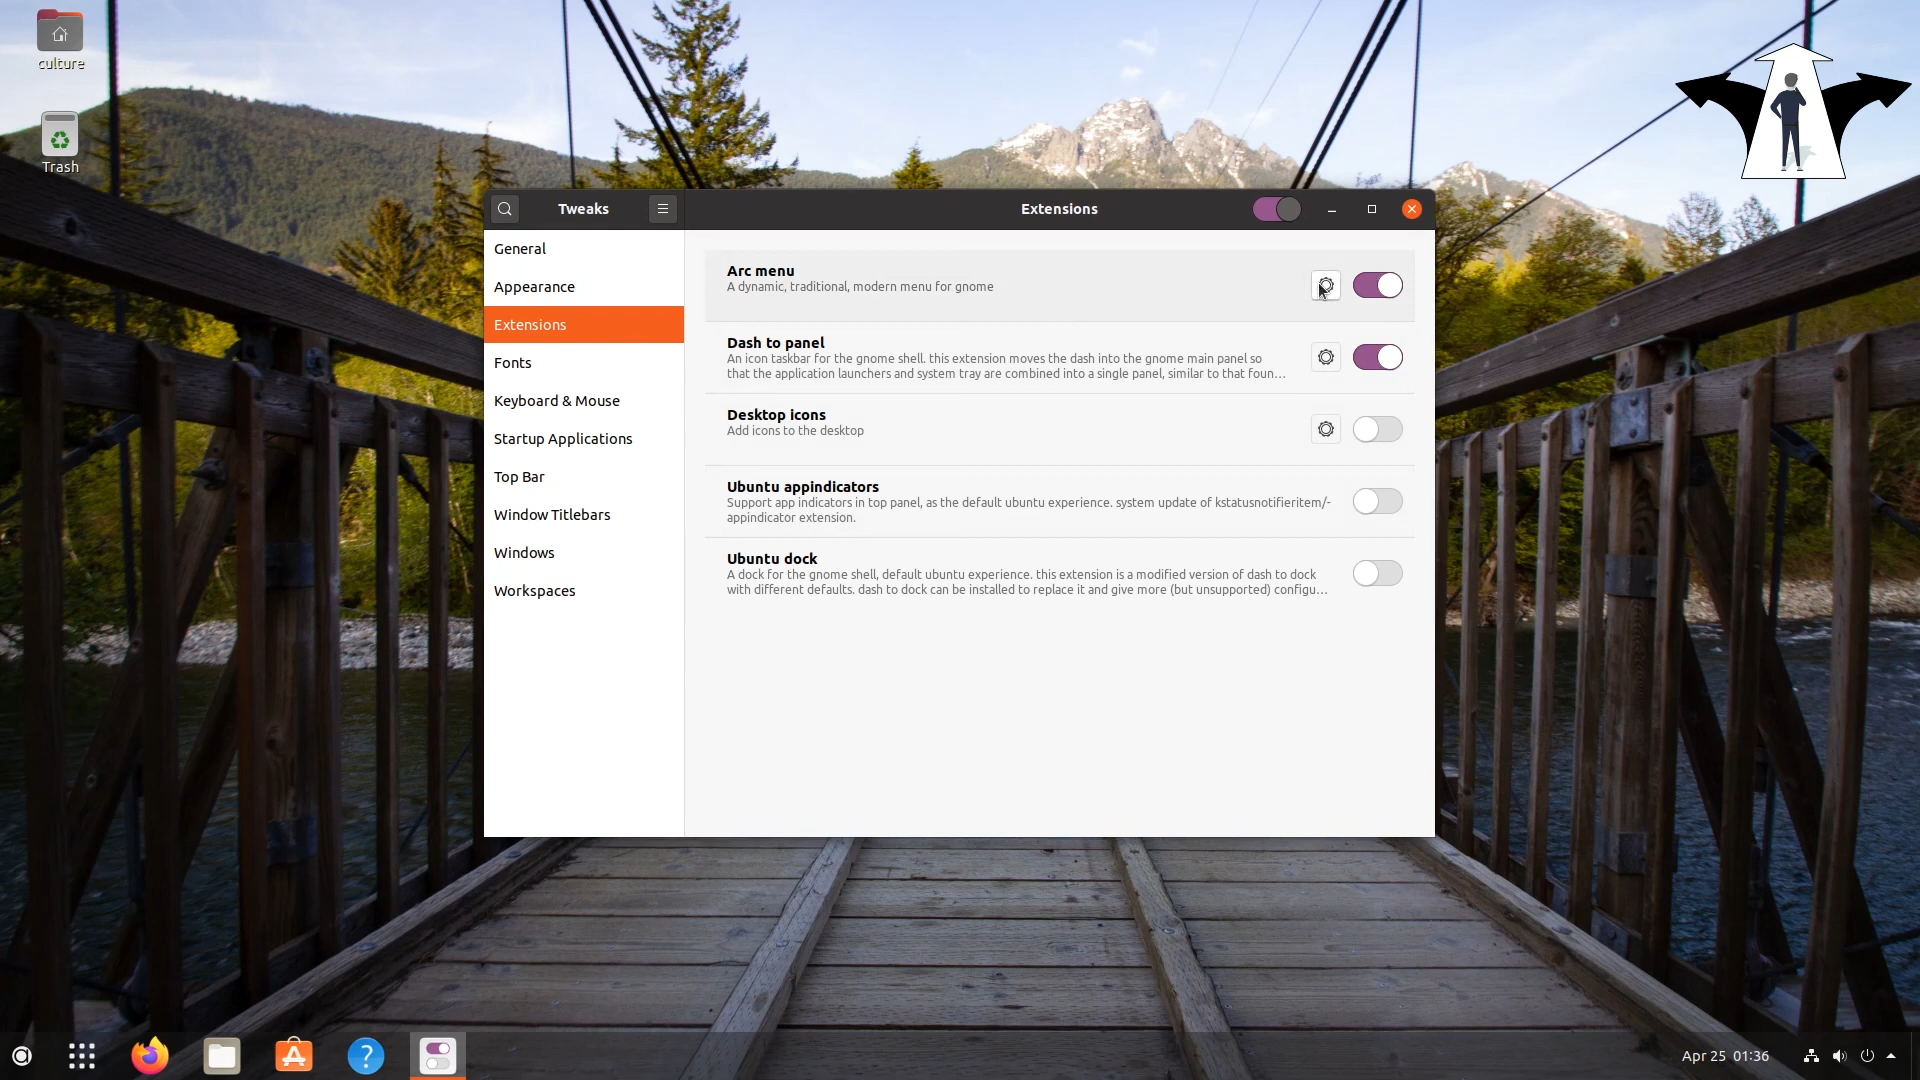 culture
Trash
Tweaks
Extensions
General
Appearance
Extensions
Fonts
Keyboard & Mouse
Startup Applications
Top Bar
Window Titlebars
Windows
Workspaces
Arc menu
A dynamic, traditional, modern menu for gnome
Dash to panel
An icon taskbar for the gnome shell. this extension moves the dash into the gnome main panel so
that the application launchers and system tray are combined into a single panel, similar to that foun…
Desktop icons
Add icons to the desktop
Ubuntu appindicators
Support app indicators in top panel, as the default ubuntu experience. system update of kstatusnotifieritem/-
appindicator extension.
Ubuntu dock
A dock for the gnome shell, default ubuntu experience. this extension is a modified version of dash to dock
with different defaults. dash to dock can be installed to replace it and give more (but unsupported) configu…
Apr 25 01:36